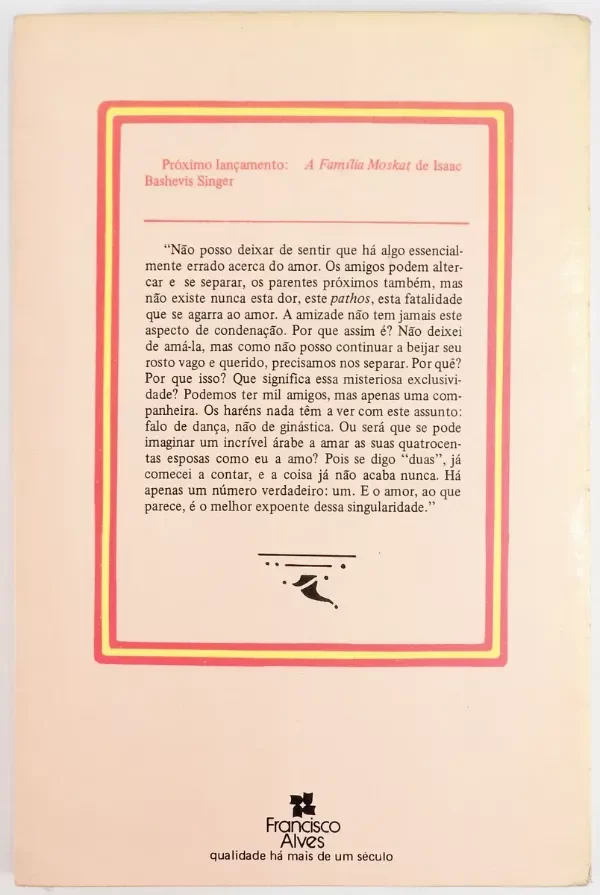 Próximo lançamento: A Família Moskat de Isaac
Bashevis Singer
“Não posso deixar de sentir que há algo essencial-
mente errado acerca do amor. Os amigos podem alter-
car e se separar, os parentes próximos também, mas
não existe nunca esta dor, este pathos, esta fatalidade
que se agarra ao amor. A amizade não tem jamais este
aspecto de condenação. Por que assim é? Não deixei
de amá-la, mas como não posso continuar a beijar seu
rosto vago e querido, precisamos nos separar. Por quê?
Por que isso? Que significa essa misteriosa exclusivi-
dade? Podemos ter mil amigos, mas apenas uma com-
panheira. Os haréns nada têm a ver com este assunto:
falo de dança, não de ginástica. Ou será que se pode
imaginar um incrível árabe a amar as suas quatrocen-
tas esposas como eu a amo? Pois se digo “duas”, já
comecei a contar, e a coisa já não acaba nunca. Há
apenas um número verdadeiro: um. E o amor, ao que
parece, é o melhor expoente dessa singularidade.”
Francisco
Alves
qualidade há mais de um século